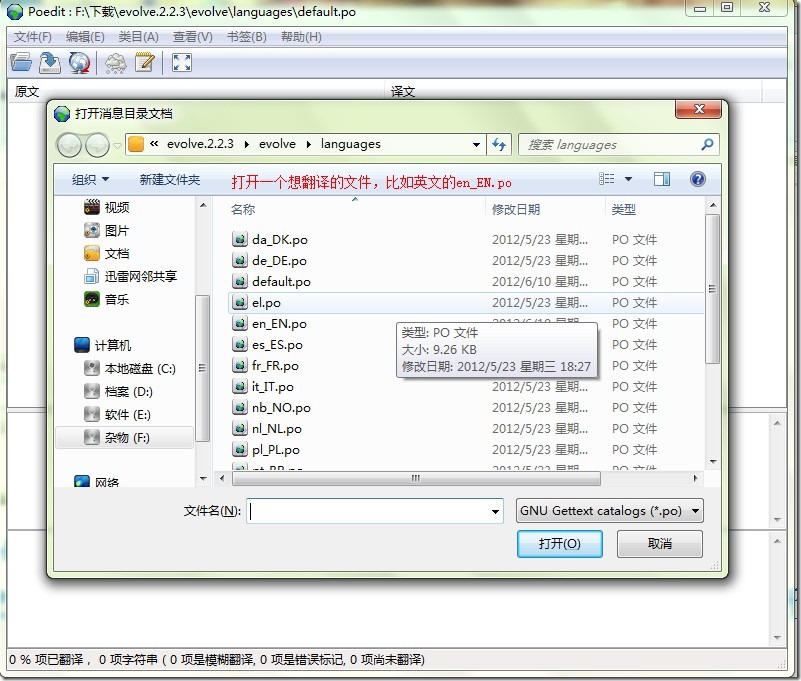 Poedit : F:\下载\evolve.2.2.3\evolve\languages\default.po
文件(F) 编辑(E) 类目(A) 查看(V) 书签(B) 帮助(H)
原文 译文
打开消息目录文档
« evolve.2.2.3 evolve languages
搜索 languages
组织 新建文件夹 打开一个想翻译的文件，比如英文的en_EN.po
视频
图片
文档
迅雷网邻共享
音乐
计算机
本地磁盘 (C:)
档案 (D:)
软件 (E:)
杂物 (F:)
网络
名称 修改日期 类型
da_DK.po 2012/5/23 星期... PO 文件
de_DE.po 2012/5/23 星期... PO 文件
default.po 2012/6/10 星期... PO 文件
el.po 2012/5/23 星期... PO 文件
en_EN.po 2012/6/10 星期... PO 文件
es_ES.po PO 文件
fr_FR.po PO 文件
it_IT.po 2012/5/23 星期... PO 文件
nb_NO.po 2012/5/23 星期... PO 文件
nl_NL.po 2012/5/23 星期... PO 文件
pl_PL.po 2012/5/23 星期... PO 文件
类型: PO 文件
大小: 9.26 KB
修改日期: 2012/5/23 星期三 18:27
文件名(N): GNU Gettext catalogs (*.po)
打开(O) 取消
0 % 项已翻译， 0 项字符串 ( 0 项是模糊翻译, 0 项是错误标记, 0 项尚未翻译)